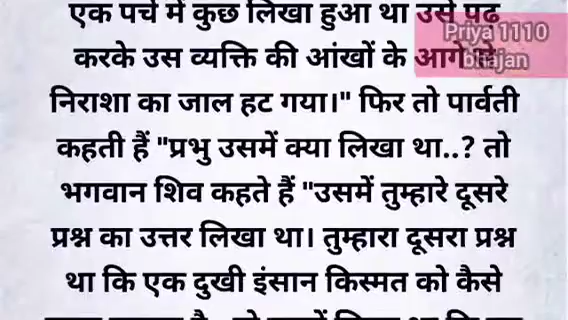 एक पर्चे में कुछ लिखा हुआ था उसे पढ़
करके उस व्यक्ति की आंखों के आगे से
निराशा का जाल हट गया।" फिर तो पार्वती
कहती हैं "प्रभु उसमें क्या लिखा था..? तो
भगवान शिव कहते हैं "उसमें तुम्हारे दूसरे
प्रश्न का उत्तर लिखा था। तुम्हारा दूसरा प्रश्न
था कि एक दुखी इंसान किस्मत को कैसे
Priya 1110
bhajan